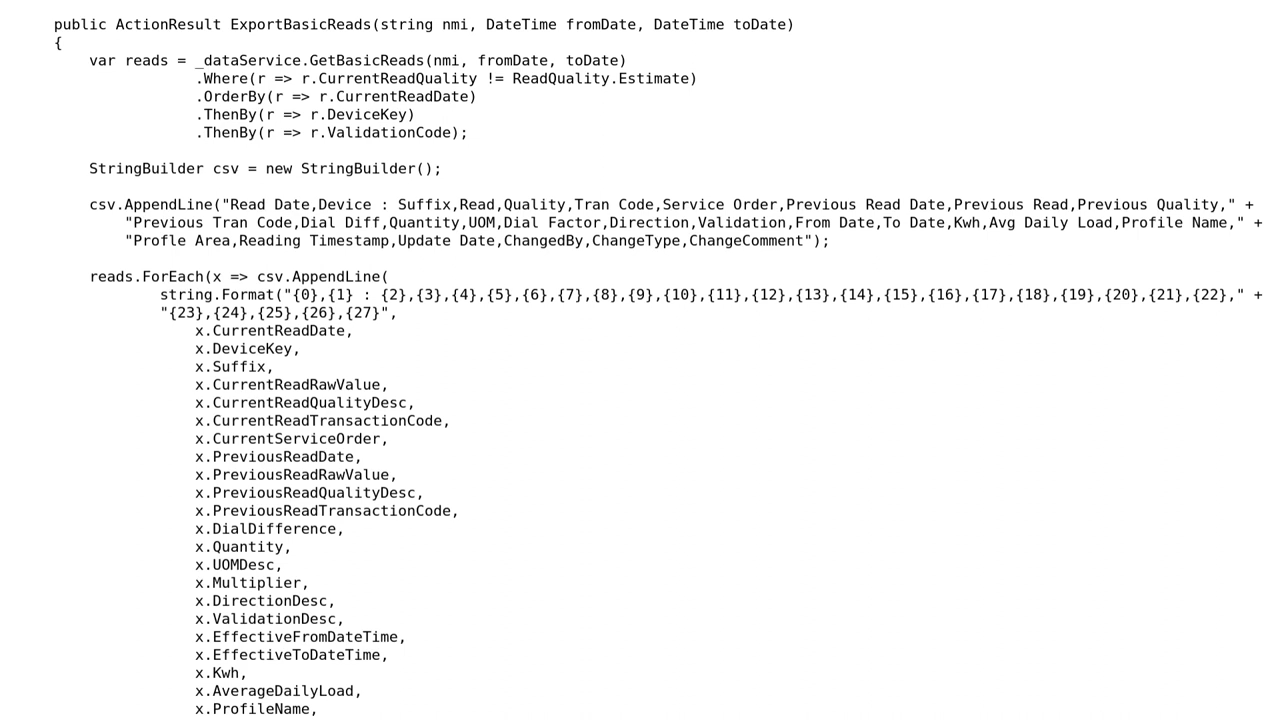 public ActionResult ExportBasicReads(string nmi, DateTime fromDate, DateTime toDate)
{
var reads = _dataService.GetBasicReads(nmi, fromDate, toDate)
.Where(r => r.CurrentReadQuality != ReadQuality.Estimate)
.OrderBy(r => r.CurrentReadDate)
.ThenBy(r => r.DeviceKey)
.ThenBy(r => r.ValidationCode);
StringBuilder csv = new StringBuilder();
csv.AppendLine("Read Date,Device : Suffix,Read,Quality,Tran Code,Service Order,Previous Read Date,Previous Read,Previous Quality," +
"Previous Tran Code,Dial Diff,Quantity,UOM,Dial Factor,Direction,Validation,From Date,To Date,Kwh,Avg Daily Load,Profile Name," +
"Profle Area,Reading Timestamp,Update Date,ChangedBy,ChangeType,ChangeComment");
reads.ForEach(x => csv.AppendLine(
string.Format("{0},{1} : {2},{3},{4},{5},{6},{7},{8},{9},{10},{11},{12},{13},{14},{15},{16},{17},{18},{19},{20},{21},{22}," +
"{23},{24},{25},{26},{27}",
x.CurrentReadDate,
x.DeviceKey,
x.Suffix,
x.CurrentReadRawValue,
x.CurrentReadQualityDesc,
x.CurrentReadTransactionCode,
x.CurrentServiceOrder,
x.PreviousReadDate,
x.PreviousReadRawValue,
x.PreviousReadQualityDesc,
x.PreviousReadTransactionCode,
x.DialDifference,
x.Quantity,
x.UOMDesc,
x.Multiplier,
x.DirectionDesc,
x.ValidationDesc,
x.EffectiveFromDateTime,
x.EffectiveToDateTime,
x.Kwh,
x.AverageDailyLoad,
x.ProfileName,